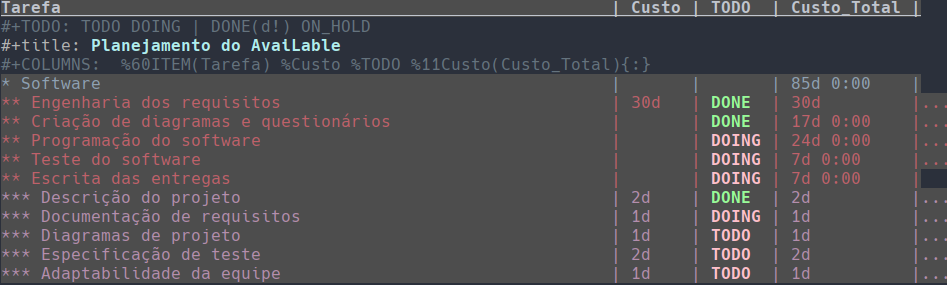 Tarefa | Custo | TODO | Custo_Total |
#+TODO: TODO DOING | DONE(d!) ON_HOLD
#+title: Planejamento do AvaiLable
#+COLUMNS: %60ITEM(Tarefa) %Custo %TODO %11Custo(Custo_Total){:}
* Software | | | 85d 0:00 |
** Engenharia dos requisitos | 30d | DONE | 30d |...
** Criação de diagramas e questionários | | DONE | 17d 0:00 |...
** Programação do software | | DOING | 24d 0:00 |...
** Teste do software | | DOING | 7d 0:00 |...
** Escrita das entregas | | DOING | 7d 0:00 |
*** Descrição do projeto | 2d | DONE | 2d |...
*** Documentação de requisitos | 1d | DOING | 1d |...
*** Diagramas de projeto | 1d | TODO | 1d |...
*** Especificação de teste | 2d | TODO | 2d |...
*** Adaptabilidade da equipe | 1d | TODO | 1d |...